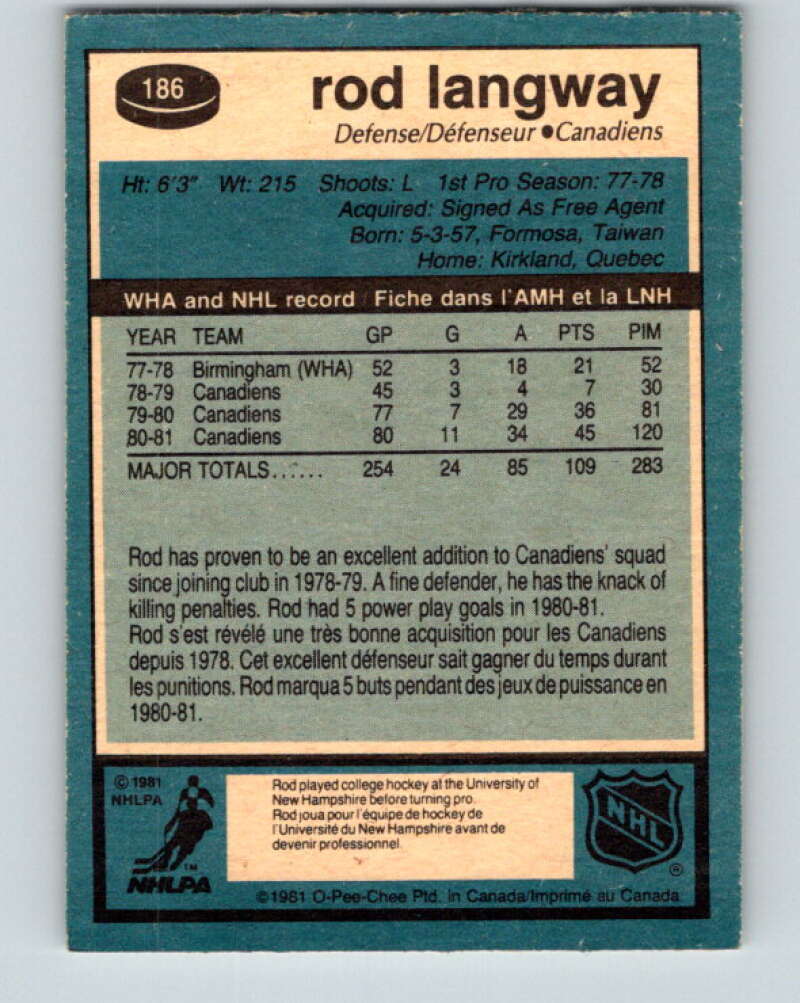 186
rod langway
Defense/Défenseur ●Canadiens
Ht: 6'3" Wt: 215 Shoots: L 1st Pro Season: 77-78
Acquired: Signed As Free Agent
Born: 5-3-57, Formosa, Taiwan
Home: Kirkland, Quebec
WHA and NHL record / Fiche dans l'AMH et la LNH
YEAR TEAM GP G A PTS PIM
77-78 Birmingham (WHA) 52 3 18 21 52
78-79 Canadiens 45 3 4 7 30
79-80 Canadiens 77 7 29 36 81
80-81 Canadiens 80 11 34 45 120
MAJOR TOTALS...... 254 24 85 109 283
Rod has proven to be an excellent addition to Canadiens' squad
since joining club in 1978-79. A fine defender, he has the knack of
killing penalties. Rod had 5 power play goals in 1980-81.
Rod s'est révélé une très bonne acquisition pour les Canadiens
depuis 1978. Cet excellent défenseur sait gagner du temps durant
les punitions. Rod marqua 5 buts pendant des jeux de puissance en
1980-81.
© 1981
NHLPA
TM
NHLPA
Rod played college hockey at the University of
New Hampshire before turning pro.
Rod joua pour l'équipe de hockey de
l'Université du New Hampshire avant de
devenir professionnel.
NHL
®
©1981 O-Pee-Chee Ptd. in Canada/Imprimé au Canada